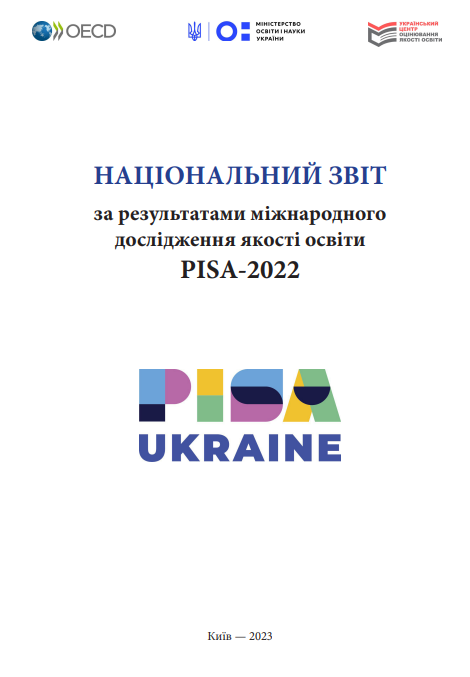 OECD
МІНІСТЕРСТВО
ОСВІТИ І НАУКИ
УКРАЇНИ
УКРАЇНСЬКИЙ
ЦЕНТР
ОЦІНЮВАННЯ
ЯКОСТІ ОСВІТИ
НАЦІОНАЛЬНИЙ ЗВІТ
за результатами міжнародного
дослідження якості освіти
PISA-2022
PISA
UKRAINE
Київ — 2023